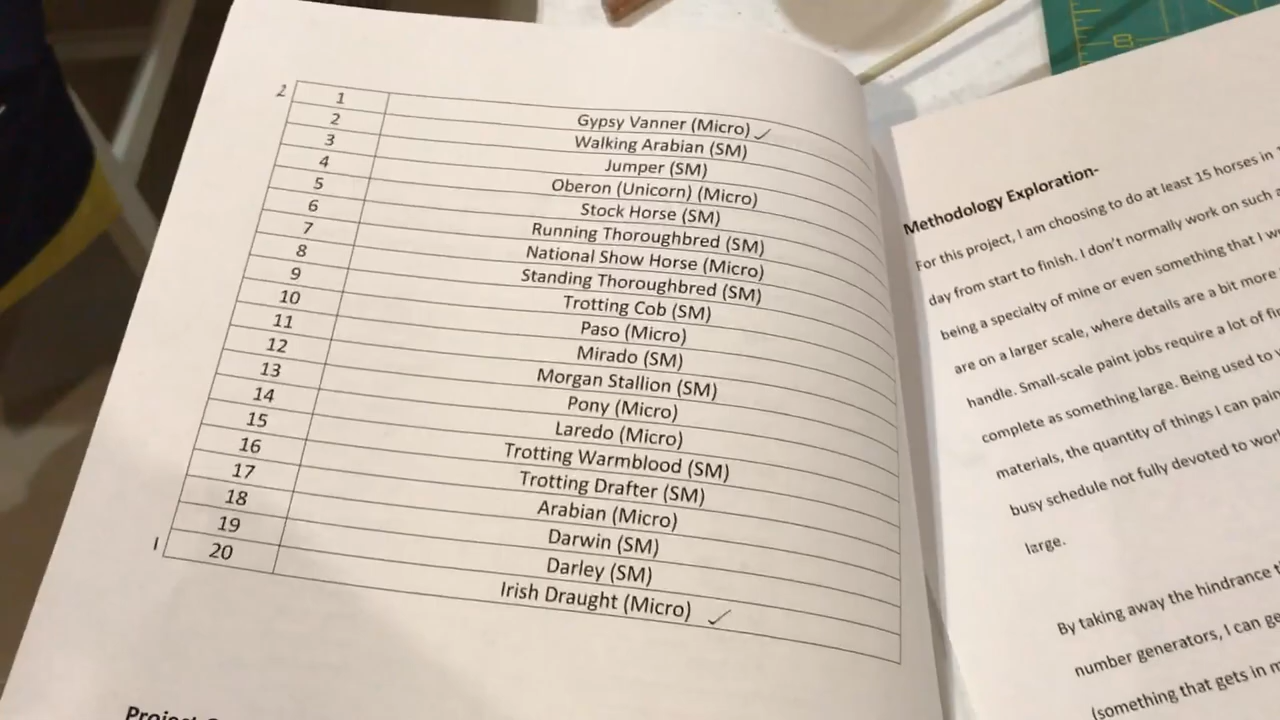 2 1 Gypsy Vanner (Micro) ✓
2 Walking Arabian (SM)
3 Jumper (SM)
4 Oberon (Unicorn) (Micro)
5 Stock Horse (SM)
6 Running Thoroughbred (SM)
7 National Show Horse (Micro)
8 Standing Thoroughbred (SM)
9 Trotting Cob (SM)
10 Paso (Micro)
11 Mirado (SM)
12 Morgan Stallion (SM)
13 Pony (Micro)
14 Laredo (Micro)
15 Trotting Warmblood (SM)
16 Trotting Drafter (SM)
17 Arabian (Micro)
18 Darwin (SM)
19 Darley (SM)
1 20 Irish Draught (Micro) ✓
Methodology Exploration-
For this project, I am choosing to do at least 15 horses in
day from start to finish. I don't normally work on such
being a specialty of mine or even something that I
are on a larger scale, where details are a bit more
handle. Small-scale paint jobs require a lot of
complete as something large. Being used to
materials, the quantity of things I can
busy schedule not fully devoted to
large.
By taking away the hindrance
number generators, I can
(something that gets in
8